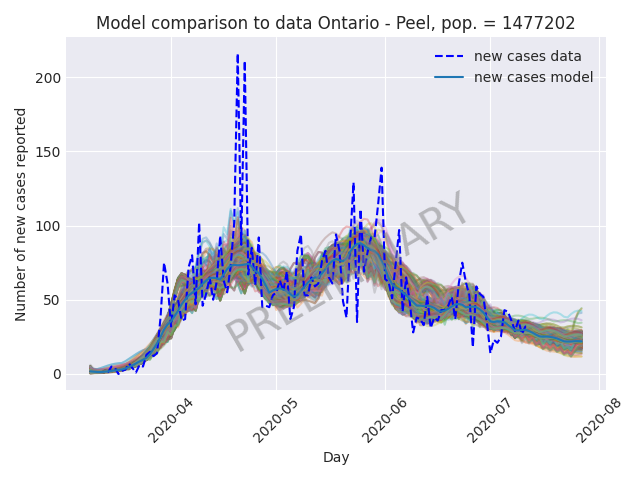 Model comparison to data Ontario - Peel, pop. = 1477202
new cases data
new cases model
Number of new cases reported
200
150
100
50
0
PRELIMINARY
2020-04
2020-05
2020-06
2020-07
2020-08
Day